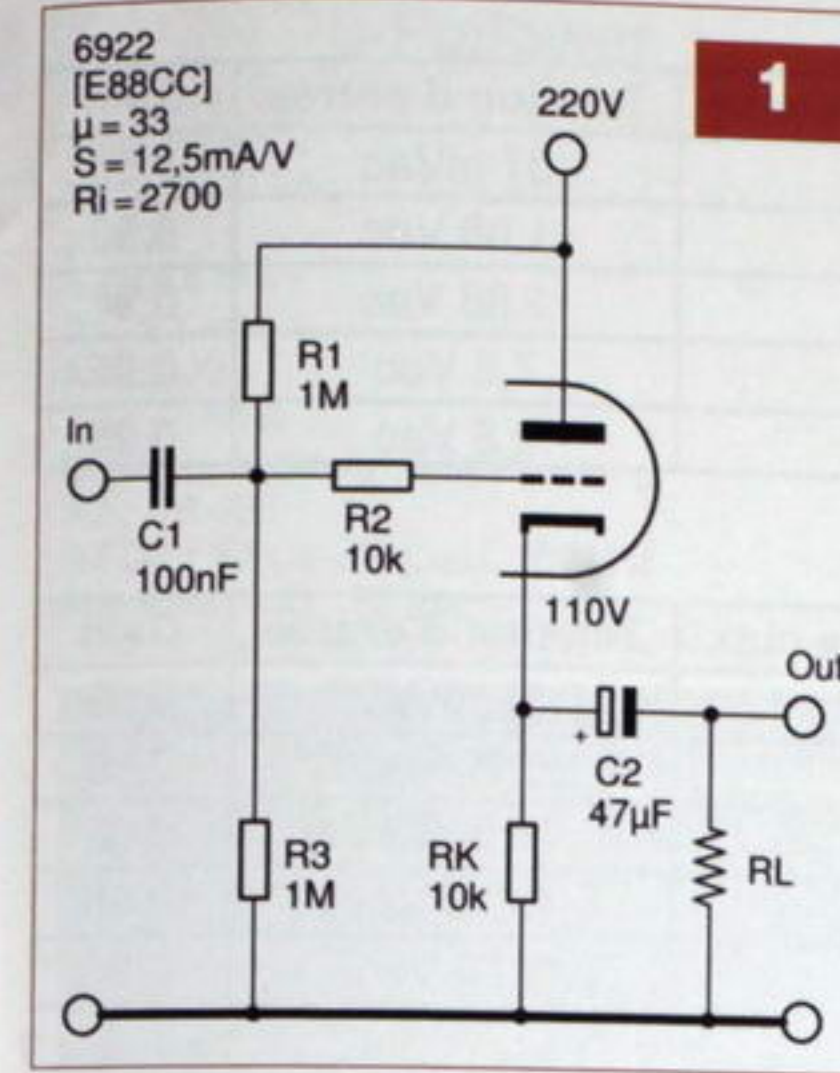 6922
[E88CC]
µ = 33
S = 12,5mA/V
Ri = 2700
1
220V
R1
1M
In
C1
100nF
R2
10k
110V
Out
C2
47µF
+
R3
1M
RK
10k
RL